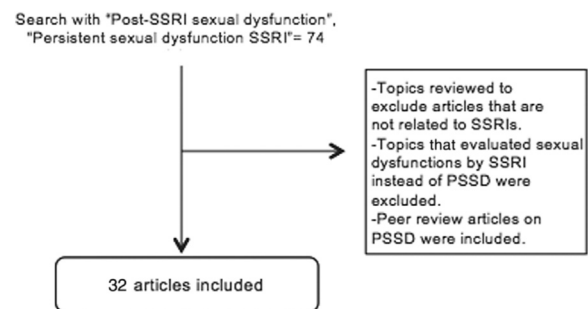 Search with "Post-SSRI sexual dysfunction",
"Persistent sexual dysfunction SSRI"= 74
-Topics reviewed to
exclude articles that are
not related to SSRIs.
-Topics that evaluated sexual
dysfunctions by SSRI
instead of PSSD were
excluded.
-Peer review articles on
PSSD were included.
32 articles included